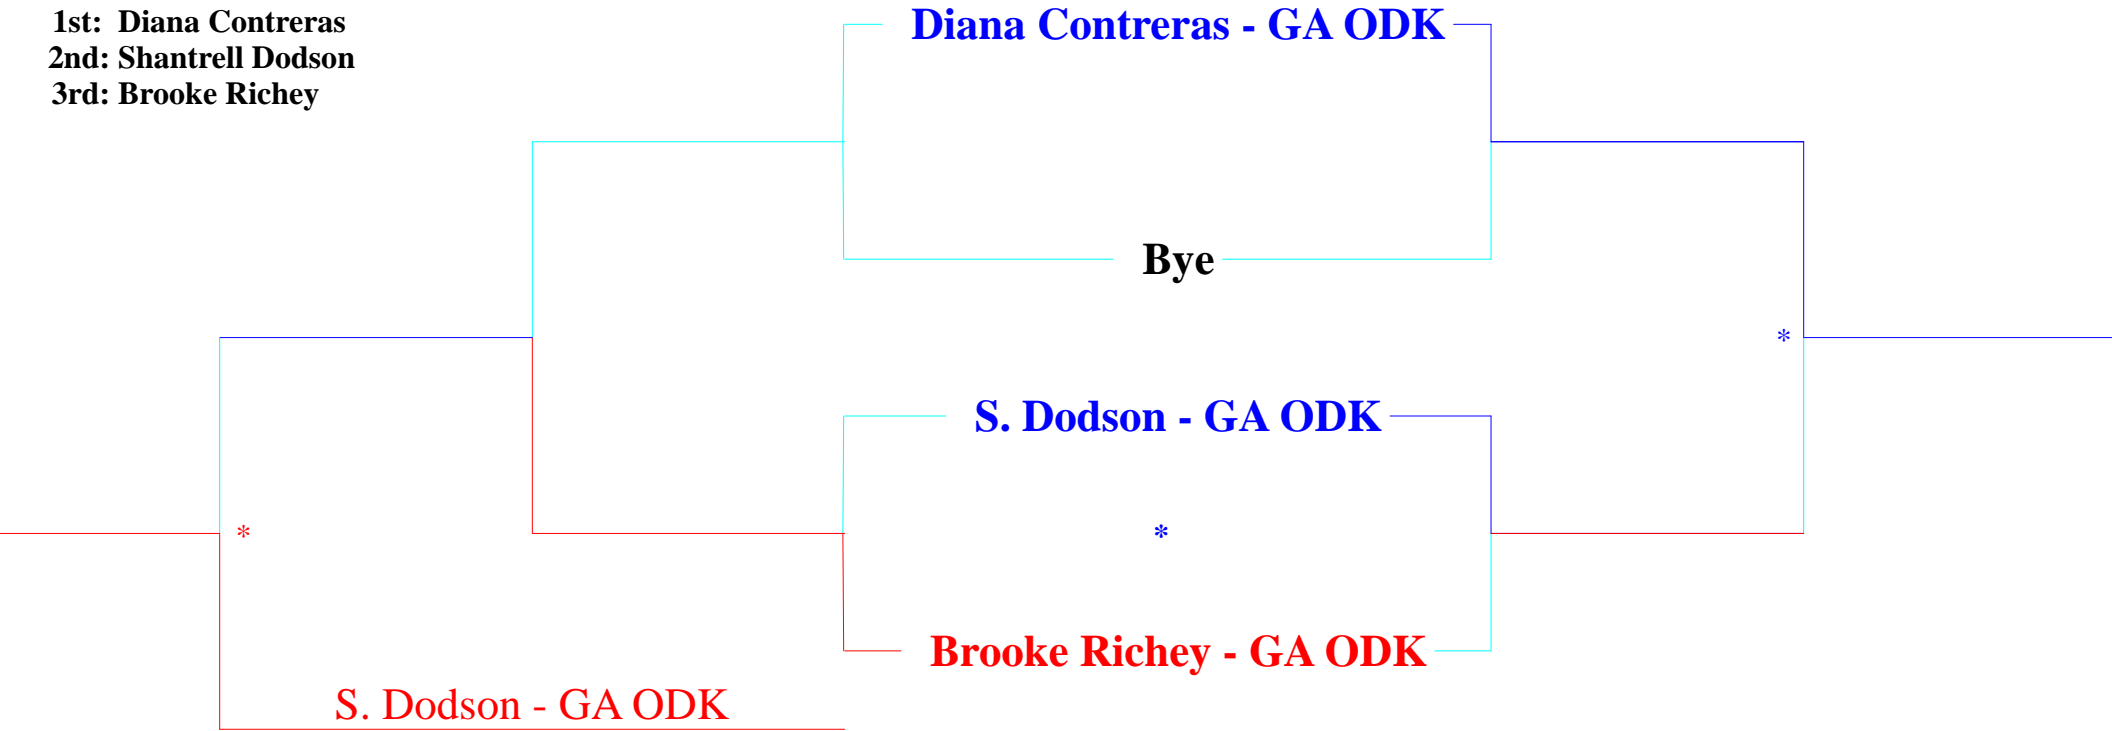 1st: Diana Contreras
2nd: Shantrell Dodson
3rd: Brooke Richey
Diana Contreras - GA ODK
Bye
*
S. Dodson - GA ODK
*
*
Brooke Richey - GA ODK
S. Dodson - GA ODK